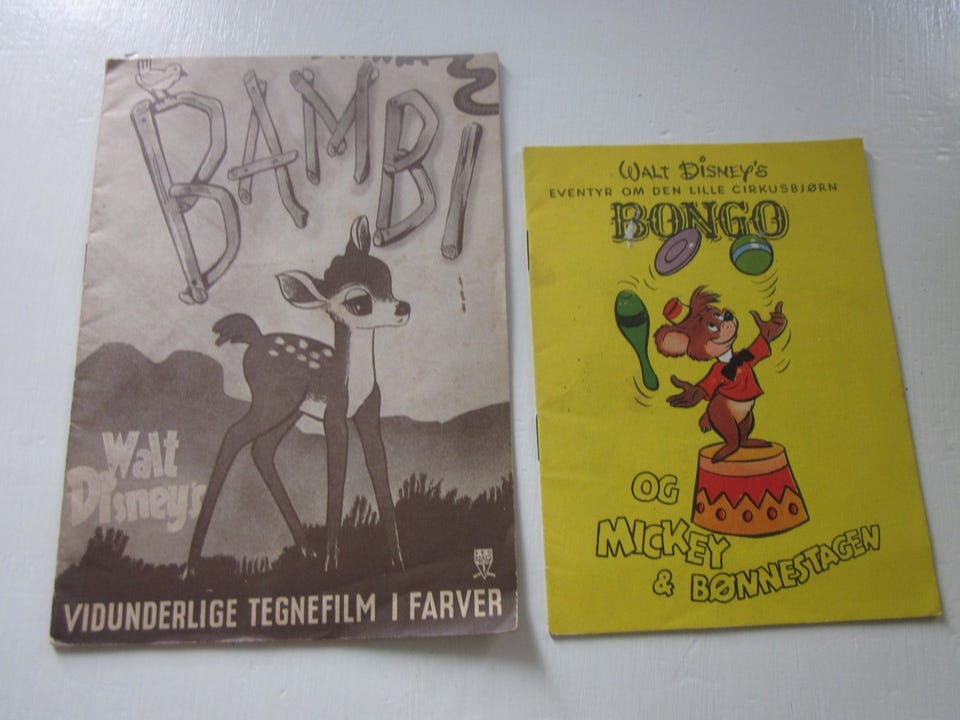 BAMBI
Walt
Disney's
VIDUNDERLIGE TEGNEFILM I FARVER
WALT DISNEY'S
EVENTYR OM DEN LILLE CIRKUSBJØRN
BONGO
OG
MICKEY
& BØNNESTAGEN